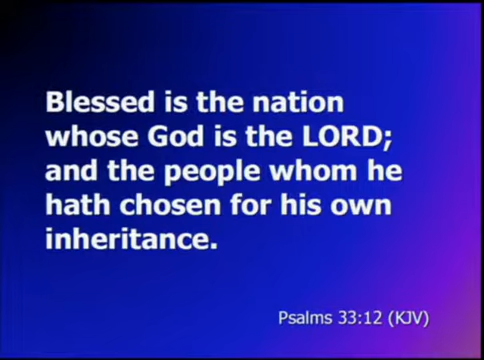 Blessed is the nation
whose God is the LORD;
and the people whom he
hath chosen for his own
inheritance.
Psalms 33:12 (KJV)